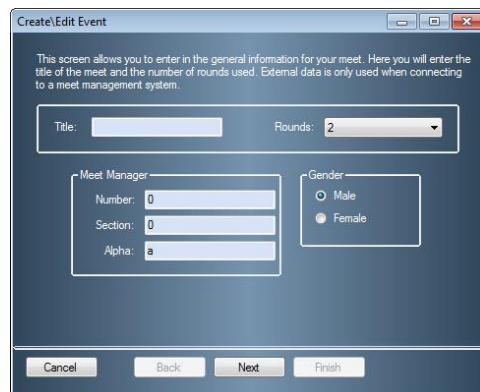 Create\Edit Event
This screen allows you to enter in the general information for your meet. Here you will enter the
title of the meet and the number of rounds used. External data is only used when connecting
to a meet management system.
Title: Rounds: 2
Meet Manager Gender
Number: 0 Male
Section: 0 Female
Alpha: a
Cancel Back Next Finish